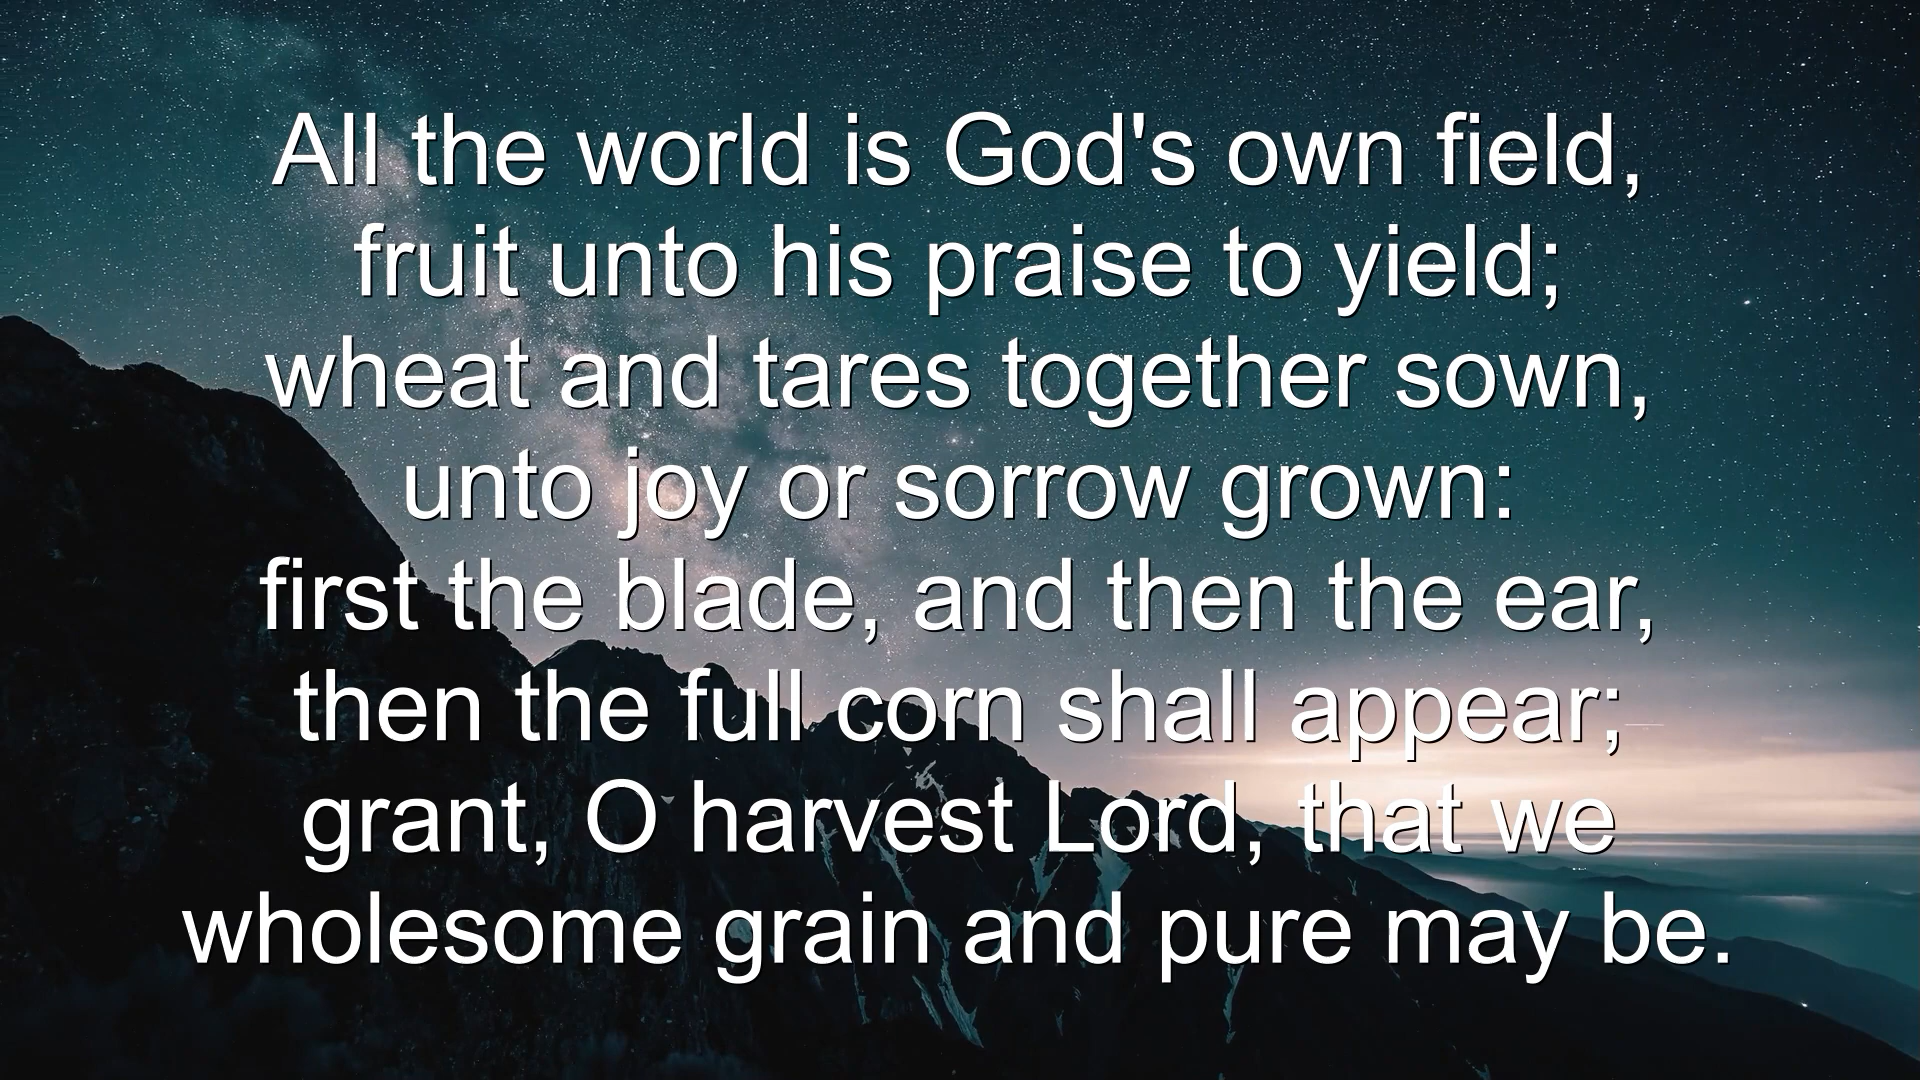 All the world is God's own field,
fruit unto his praise to yield;
wheat and tares together sown,
unto joy or sorrow grown:
first the blade, and then the ear,
then the full corn shall appear;
grant, O harvest Lord, that we
wholesome grain and pure may be.